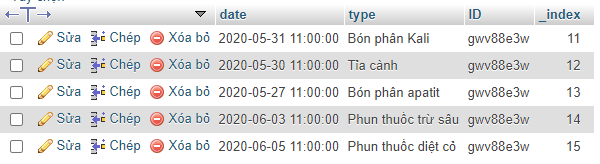 date type ID _index
Sửa Chép Xóa bỏ 2020-05-31 11:00:00 Bón phân Kali gwv88e3w 11
Sửa Chép Xóa bỏ 2020-05-30 11:00:00 Tỉa cành gwv88e3w 12
Sửa Chép Xóa bỏ 2020-05-27 11:00:00 Bón phân apatit gwv88e3w 13
Sửa Chép Xóa bỏ 2020-06-03 11:00:00 Phun thuốc trừ sâu gwv88e3w 14
Sửa Chép Xóa bỏ 2020-06-05 11:00:00 Phun thuốc diệt cỏ gwv88e3w 15